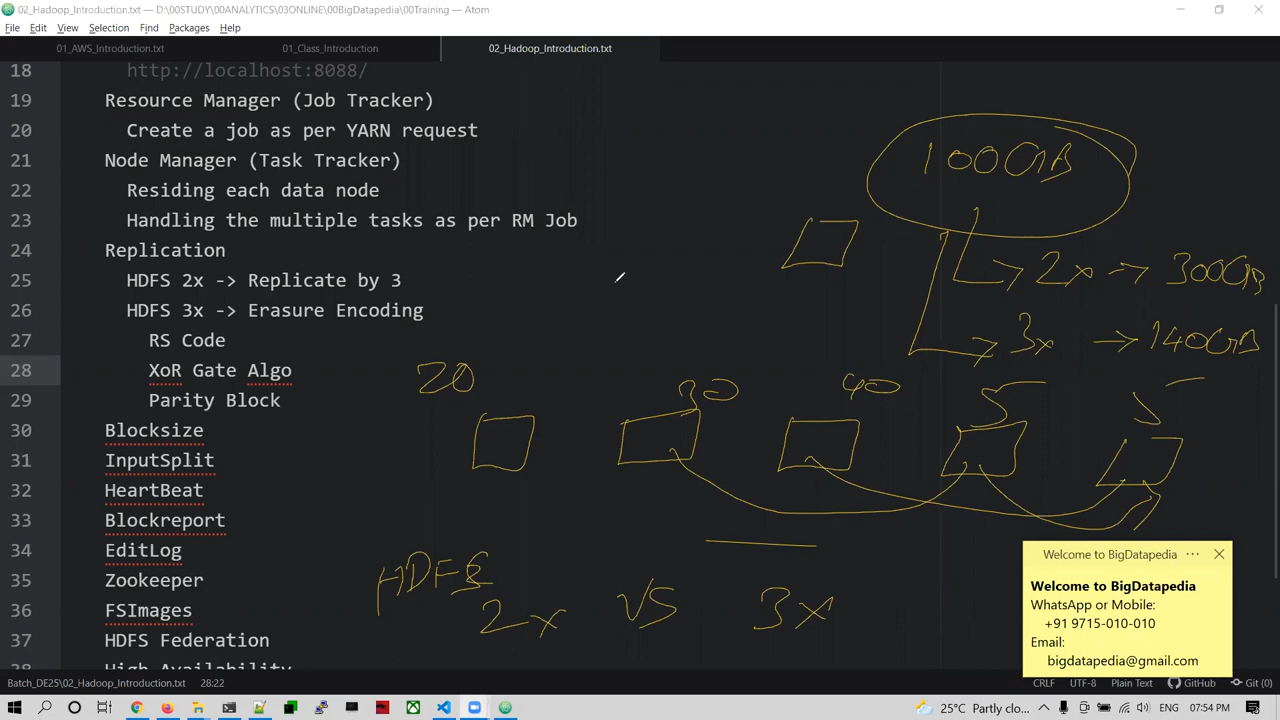 02_Hadoop_Introduction.txt — D:\00STUDY\00ANALYTICS\03ONLINE\00BigDatapedia\00Training — Atom
File Edit View Selection Find Packages Help
01_AWS_Introduction.txt 01_Class_Introduction 02_Hadoop_Introduction.txt
18 http://localhost:8088/
19 Resource Manager (Job Tracker)
20 Create a job as per YARN request
21 Node Manager (Task Tracker)
22 Residing each data node
23 Handling the multiple tasks as per RM Job
24 Replication
25 HDFS 2x -> Replicate by 3
26 HDFS 3x -> Erasure Encoding
27 RS Code
28 XoR Gate Algo
29 Parity Block
30 Blocksize
31 InputSplit
32 HeartBeat
33 Blockreport
34 EditLog
35 Zookeeper
36 FSImages
37 HDFS Federation
38 High Availability
100GB
2x → 300GB
3x → 140GB
20 30 40 5 5
HDFS
2x VS 3x
Welcome to BigDatapedia ···
Welcome to BigDatapedia
WhatsApp or Mobile:
+91 9715-010-010
Email:
bigdatapedia@gmail.com
Batch_DE25\02_Hadoop_Introduction.txt 28:22 CRLF UTF-8 Plain Text GitHub Git (0)
25°C Partly clo... 07:54 PM